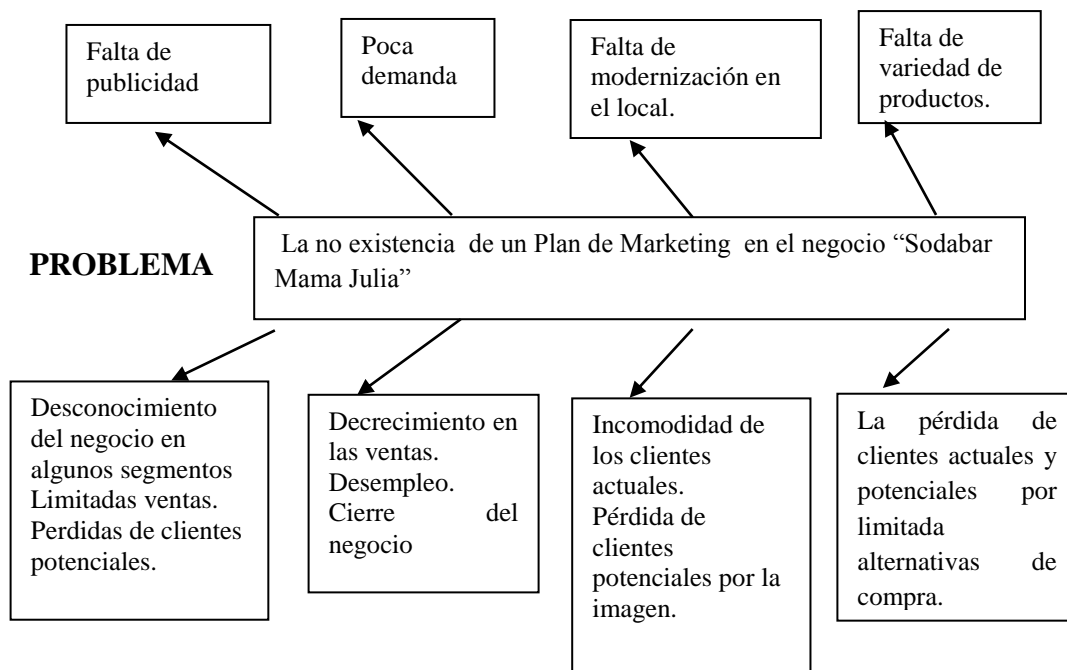 Falta de
publicidad
Poca
demanda
Falta de
modernización en
el local.
Falta de
variedad de
productos.
PROBLEMA
La no existencia de un Plan de Marketing en el negocio “Sodabar
Mama Julia”
Desconocimiento
del negocio en
algunos segmentos
Limitadas ventas.
Perdidas de clientes
potenciales.
Decrecimiento en
las ventas.
Desempleo.
Cierre del
negocio
Incomodidad de
los clientes
actuales.
Pérdida de
clientes
potenciales por la
imagen.
La pérdida de
clientes actuales y
potenciales por
limitada
alternativas de
compra.